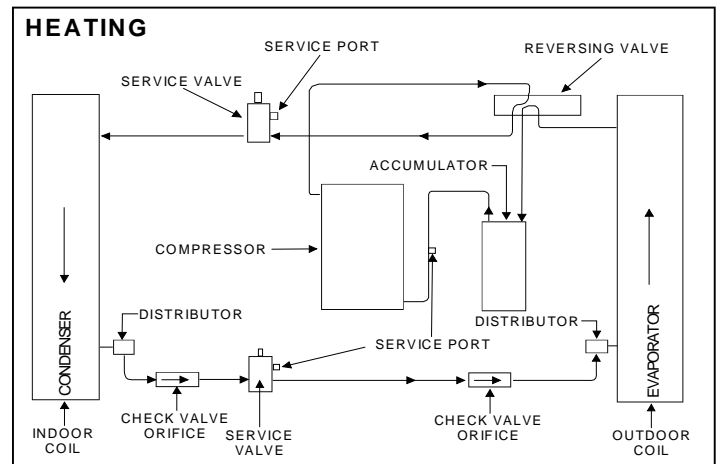 HEATING
SERVICE PORT
REVERSING VALVE
SERVICE VALVE
ACCUMULATOR
COMPRESSOR
DISTRIBUTOR
DISTRIBUTOR
CONDENSER
SERVICE PORT
EVAPORATOR
CHECK VALVE
ORIFICE
CHECK VALVE
ORIFICE
INDOOR
COIL
SERVICE
VALVE
OUTDOOR
COIL